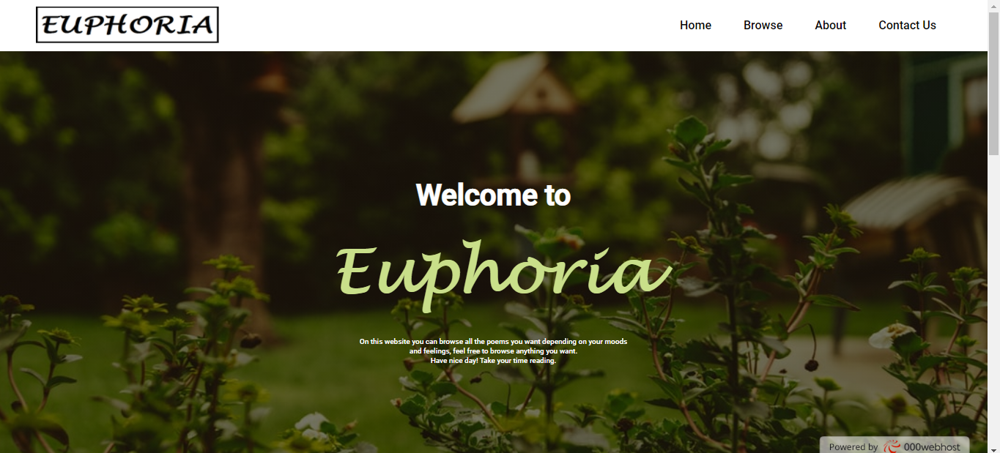 EUPHORIA
Home Browse About Contact Us
Welcome to
Euphoria
On this website you can browse all the poems you want depending on your moods
and feelings, feel free to browse anything you want.
Have nice day! Take your time reading.
Powered by 000webhost